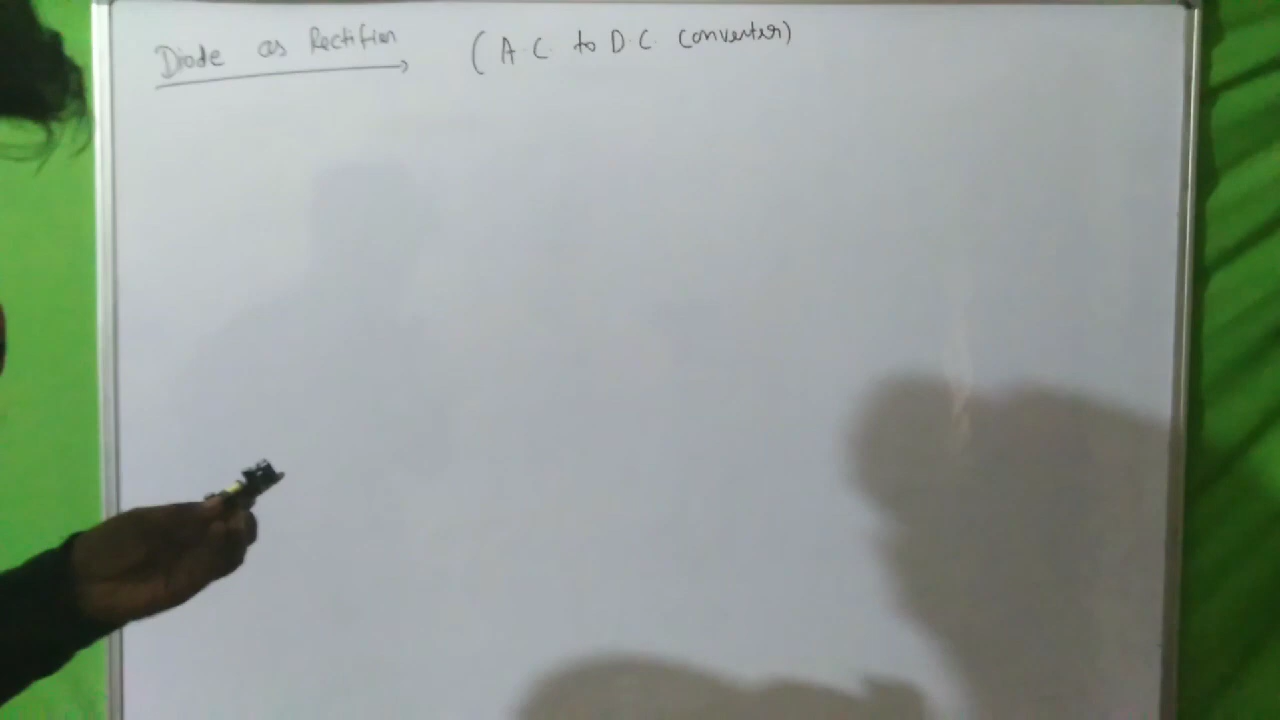 Diode as Rectifier (A.C. to D.C. Converter)